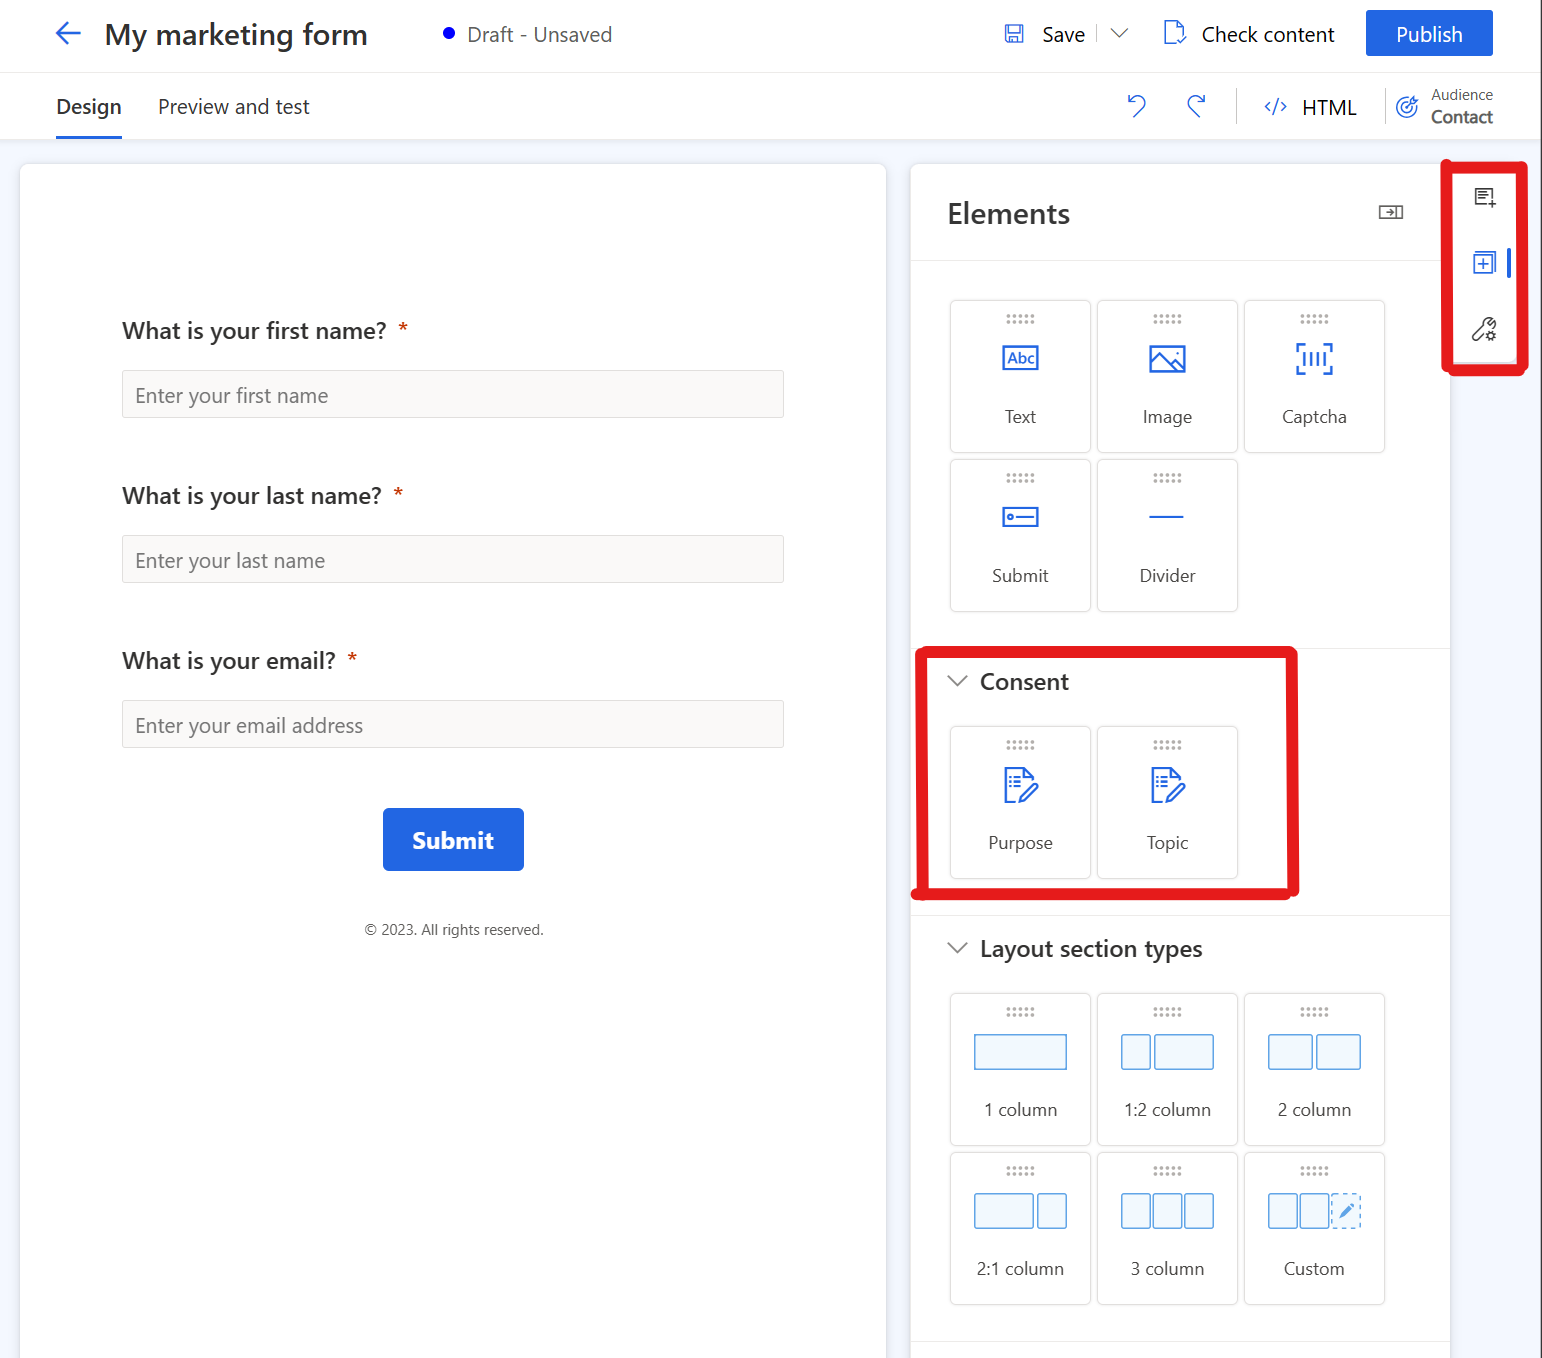 My marketing form
Draft - Unsaved
Save
Check content
Publish
Design
Preview and test
HTML
Audience
Contact
What is your first name? *
Enter your first name
What is your last name? *
Enter your last name
What is your email? *
Enter your email address
Submit
© 2023. All rights reserved.
Elements
Abc
Text
Image
Captcha
Submit
Divider
Consent
Purpose
Topic
Layout section types
1 column
1:2 column
2 column
2:1 column
3 column
Custom